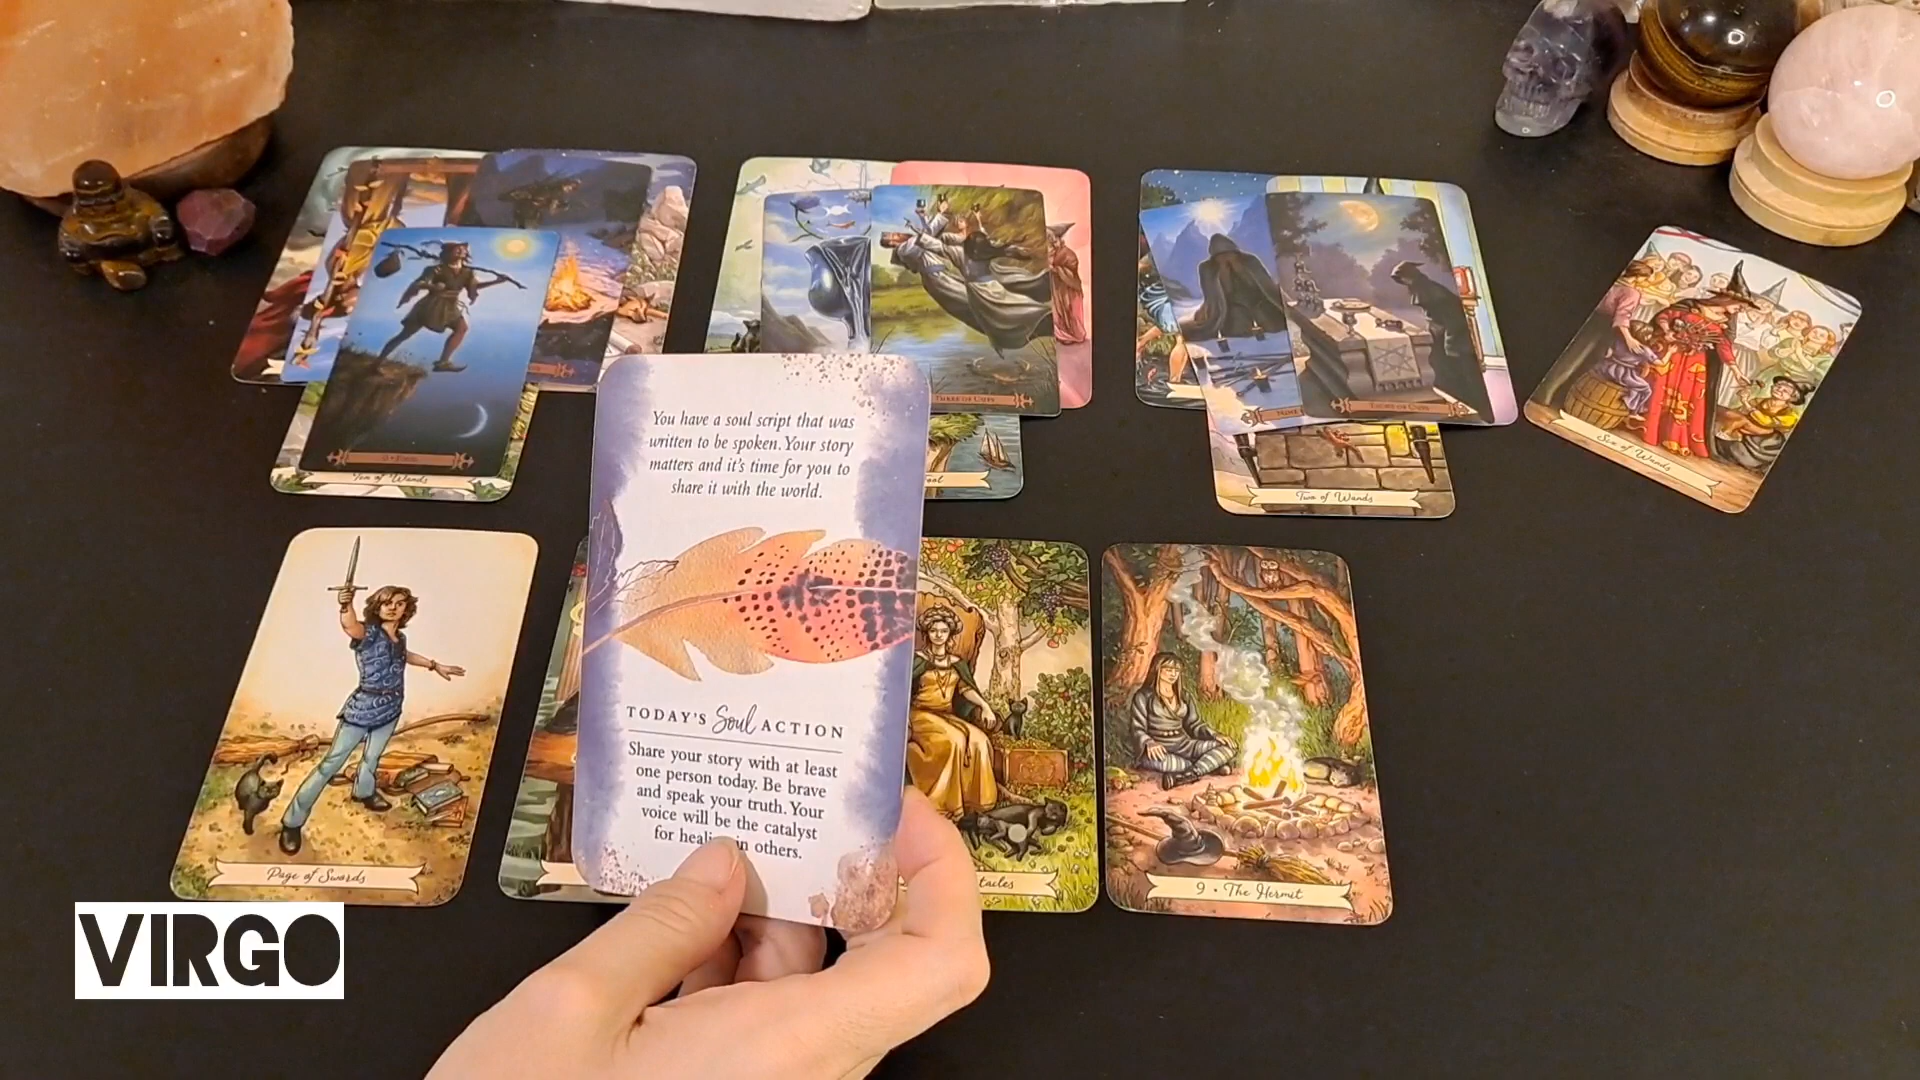 0 • Fool
Ten of Wands
Three of Cups
Two of Wands
Six of Wands
You have a soul script that was
written to be spoken. Your story
matters and it's time for you to
share it with the world.
TODAY'S Soul ACTION
Share your story with at least
one person today. Be brave
and speak your truth. Your
voice will be the catalyst
for in others.
Page of Swords
9 • The Hermit
VIRGO